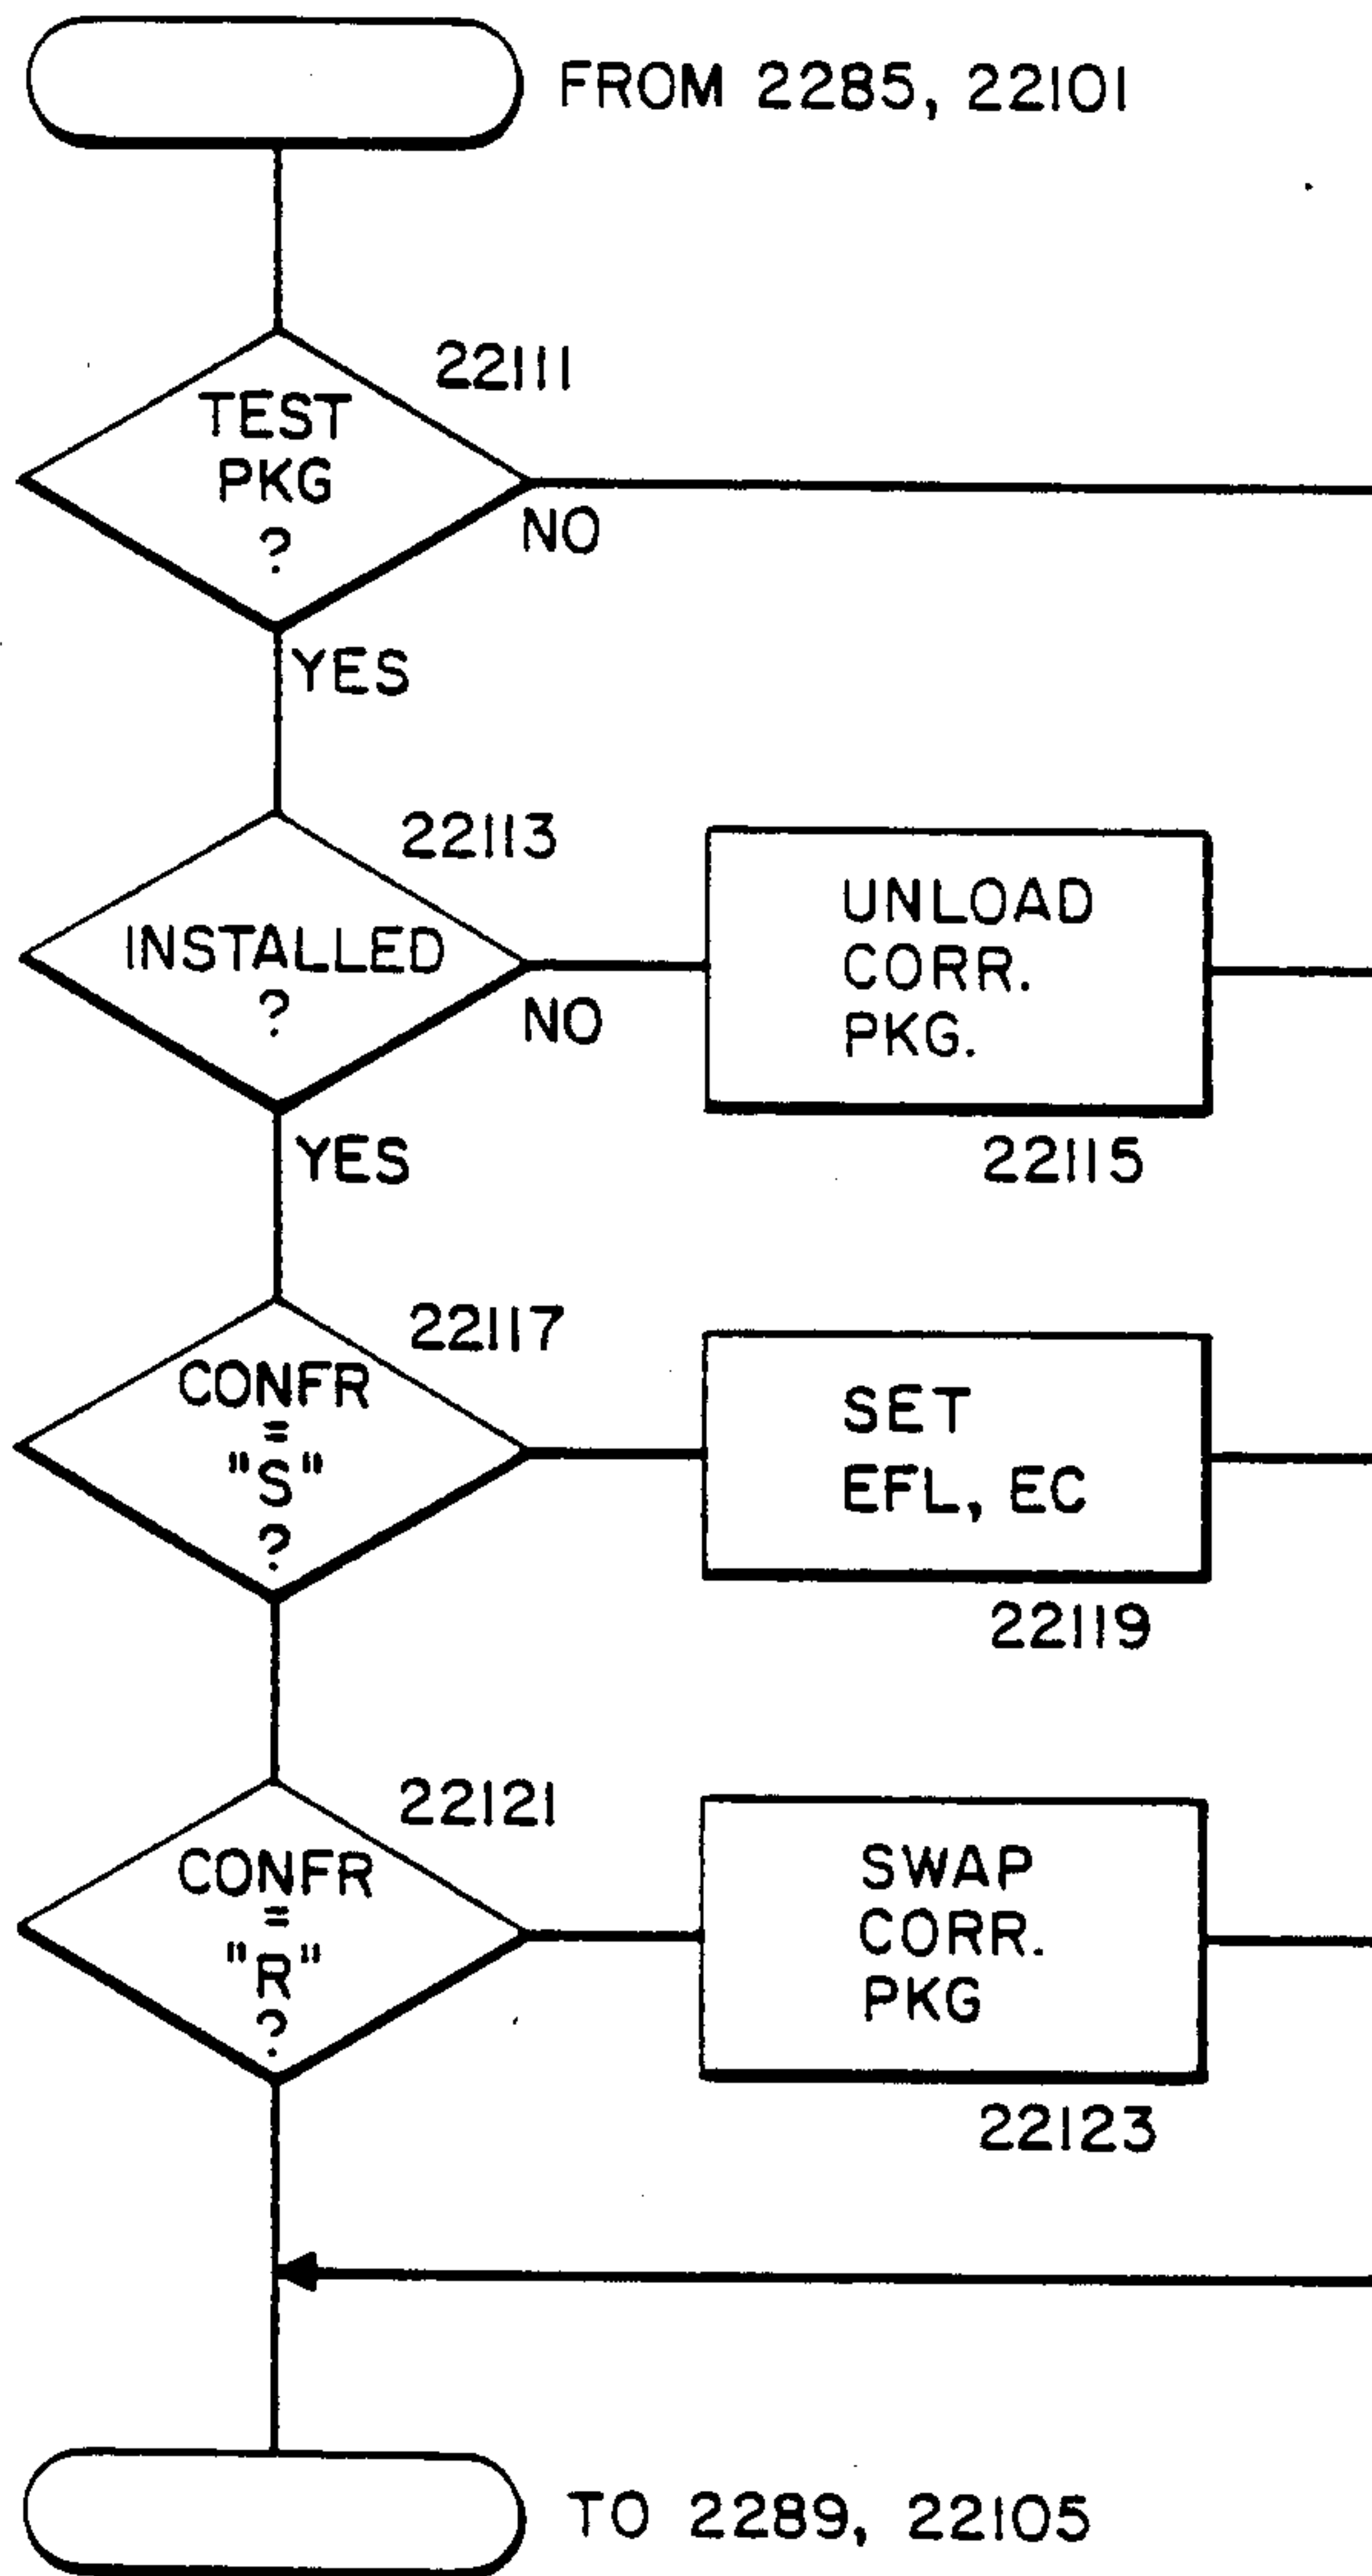 FROM 2285, 22101
22111
TEST
PKG
?
NO
YES
22113
INSTALLED
?
NO
YES
UNLOAD
CORR.
PKG.
22115
22117
CONFR
=
"S"
?
SET
EFL, EC
22119
22121
CONFR
=
"R"
?
SWAP
CORR.
PKG
22123
TO 2289, 22105